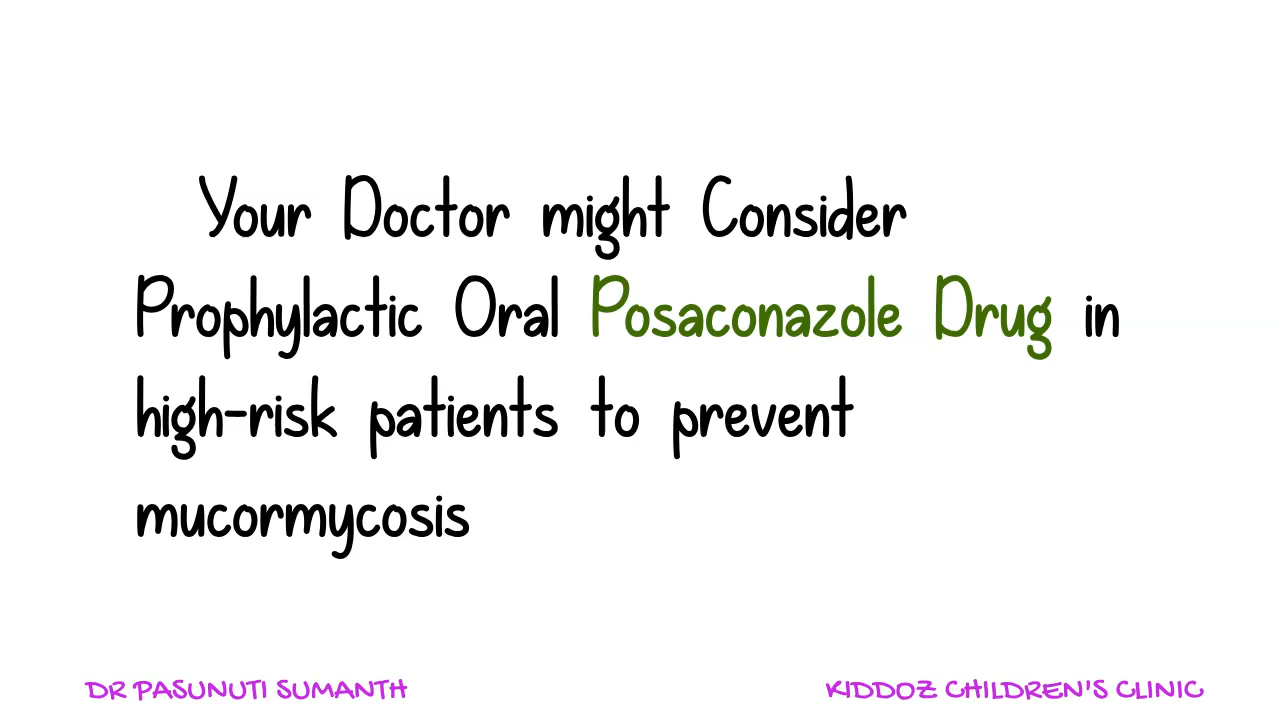 Your Doctor might Consider
Prophylactic Oral Posaconazole Drug in
high-risk patients to prevent
mucormycosis
DR PASUNUTI SUMANTH
KIDDOZ CHILDREN'S CLINIC